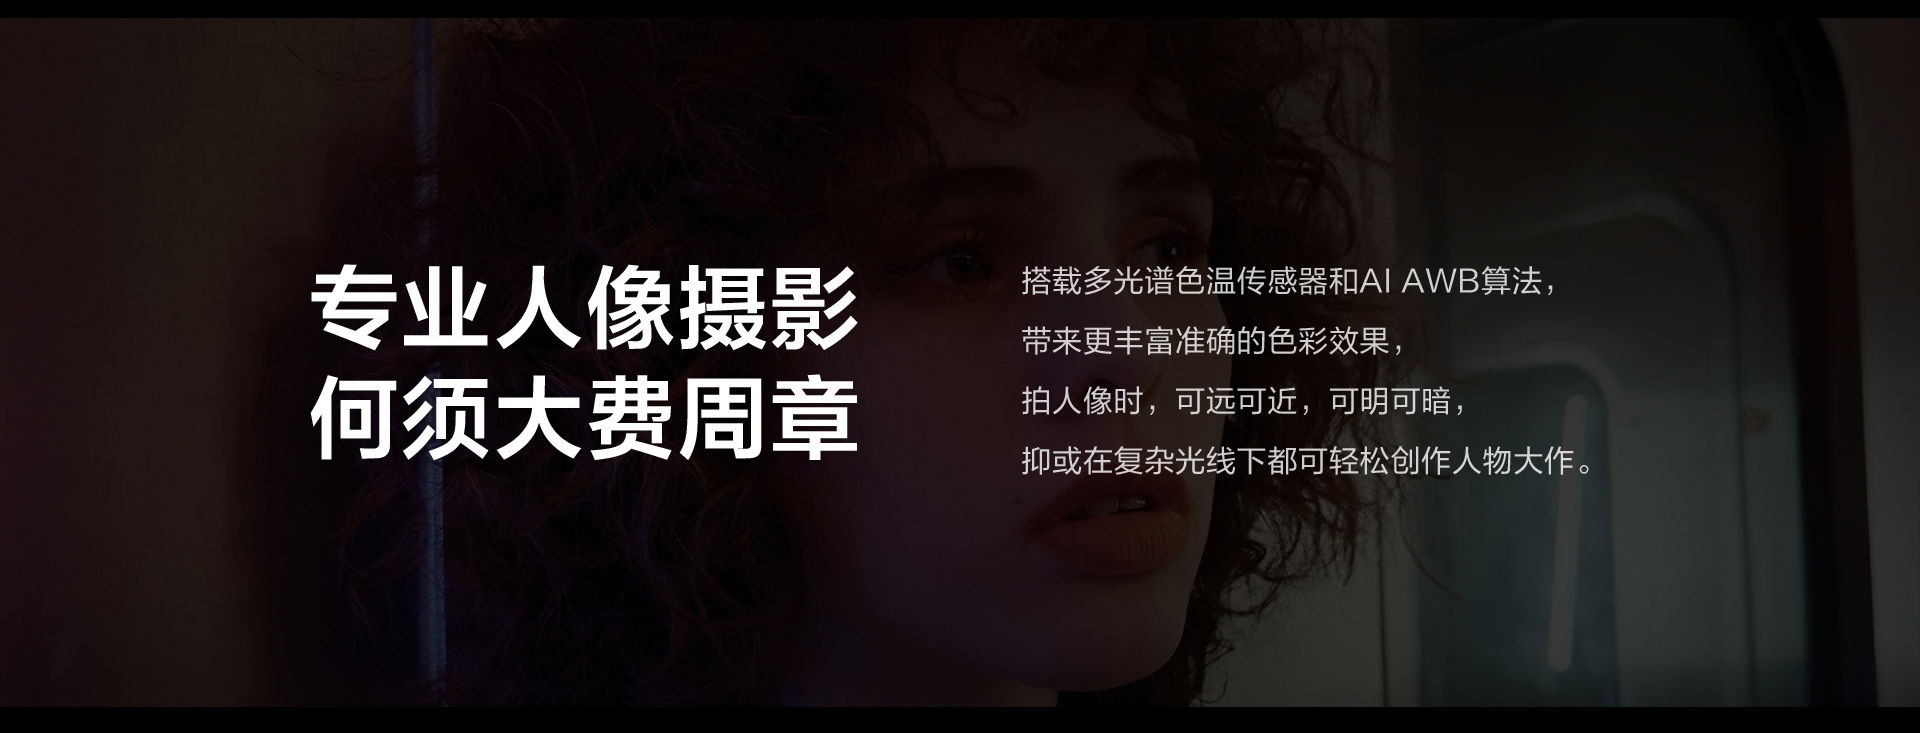 专业人像摄影
何须大费周章
搭载多光谱色温传感器和AI AWB算法，
带来更丰富准确的色彩效果，
拍人像时，可远可近，可明可暗，
抑或在复杂光线下都可轻松创作人物大作。